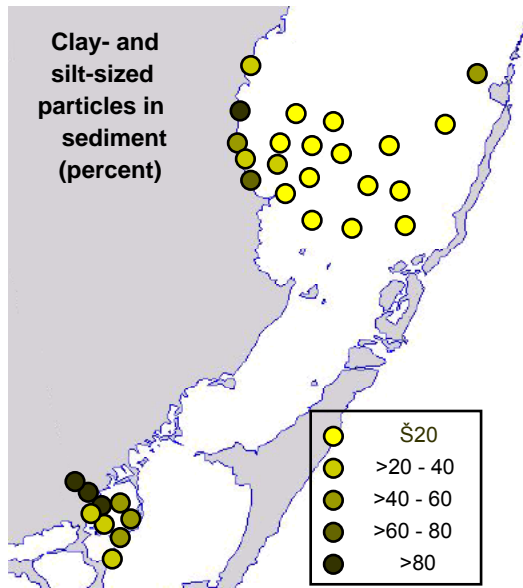 Clay- and
silt-sized
particles in
sediment
(percent)
Š20
>20 - 40
>40 - 60
>60 - 80
>80